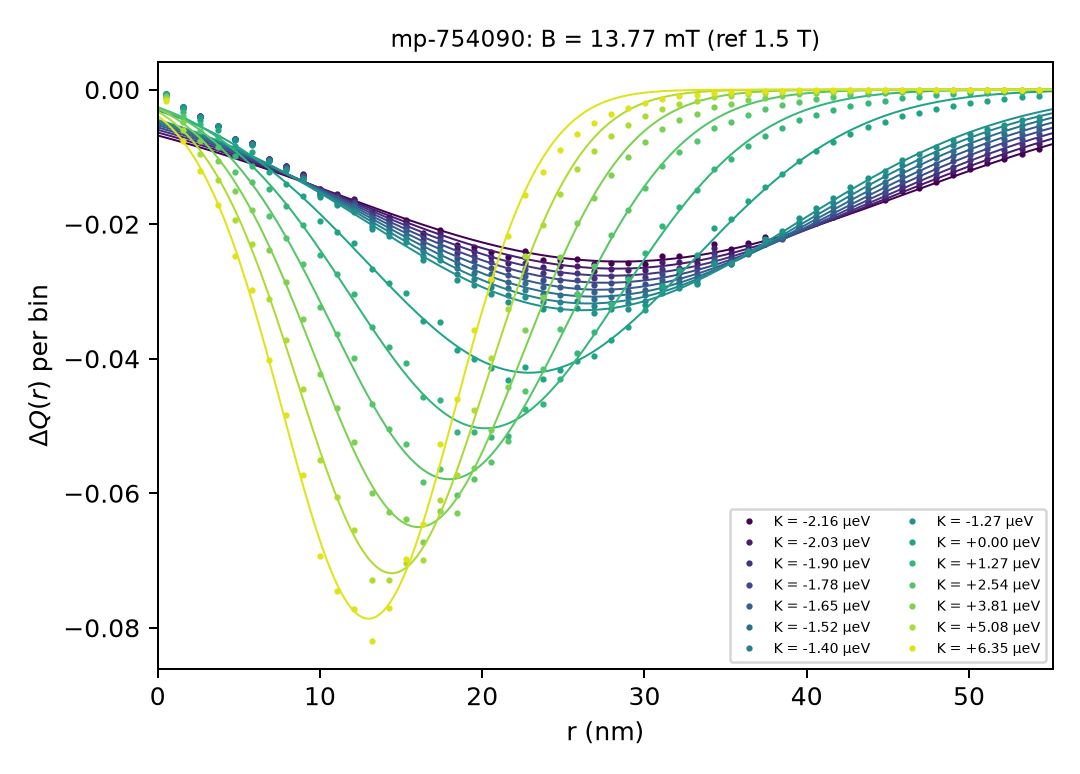 mp-754090: B = 13.77 mT (ref 1.5 T)
0.00
−0.02
−0.04
−0.06
−0.08
ΔQ(r) per bin
0 10 20 30 40 50
r (nm)
K = -2.16 µeV
K = -2.03 µeV
K = -1.90 µeV
K = -1.78 µeV
K = -1.65 µeV
K = -1.52 µeV
K = -1.40 µeV
K = -1.27 µeV
K = +0.00 µeV
K = +1.27 µeV
K = +2.54 µeV
K = +3.81 µeV
K = +5.08 µeV
K = +6.35 µeV